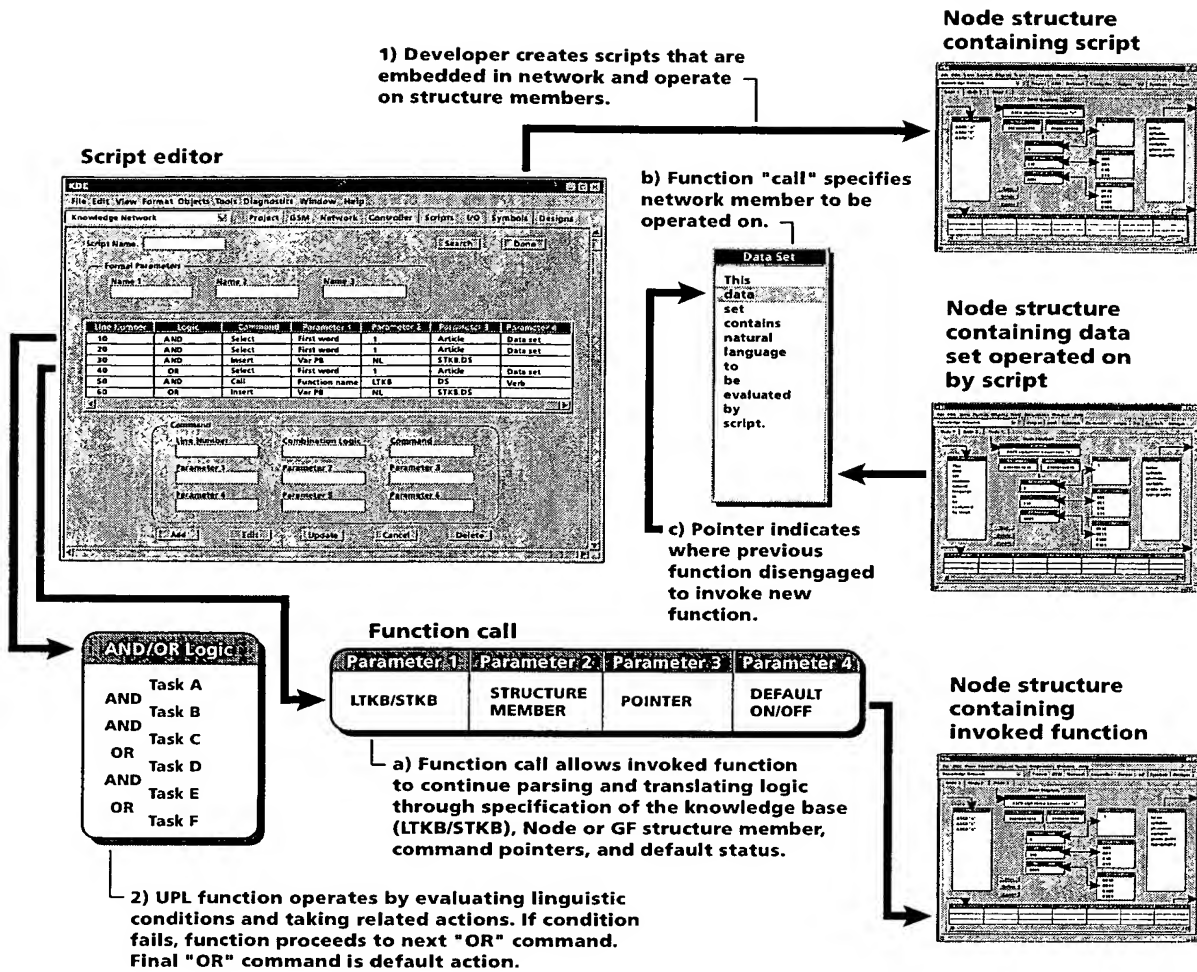 Node structure
containing script
1) Developer creates scripts that are
embedded in network and operate
on structure members.
Script editor
KDE
File Edit View Format Objects Tools Diagnostics Window Help
Knowledge Network Project GSM Network Controller Scripts I/O Symbols Designs
Script Name Search Done
Formal Parameters
Name 1 Name 2 Name 3
Line Number Logic Command Parameter 1 Parameter 2 Parameter 3 Parameter 4
10 AND Select First word 1 Article Data set
20 AND Select First word 1 Article Data set
30 AND Insert Var PB NL STKB.DS
40 OR Select First word 1 Article Data set
50 AND Call Function name LTKB DS Verb
60 OR Insert Var PB NL STKB.DS
Command
Line Number Combination Logic Command
Parameter 1 Parameter 2 Parameter 3
Parameter 4 Parameter 5 Parameter 6
Add Edit Update Cancel Delete
b) Function "call" specifies
network member to be
operated on.
Data Set
This
data
set
contains
natural
language
to
be
evaluated
by
script.
c) Pointer indicates
where previous
function disengaged
to invoke new
function.
Node structure
containing data
set operated on
by script
AND/OR Logic
Task A
AND
Task B
AND
Task C
OR
Task D
AND
Task E
OR
Task F
Function call
Parameter 1 Parameter 2 Parameter 3 Parameter 4
LTKB/STKB STRUCTURE MEMBER POINTER DEFAULT ON/OFF
a) Function call allows invoked function
to continue parsing and translating logic
through specification of the knowledge base
(LTKB/STKB), Node or GF structure member,
command pointers, and default status.
2) UPL function operates by evaluating linguistic
conditions and taking related actions. If condition
fails, function proceeds to next "OR" command.
Final "OR" command is default action.
Node structure
containing
invoked function